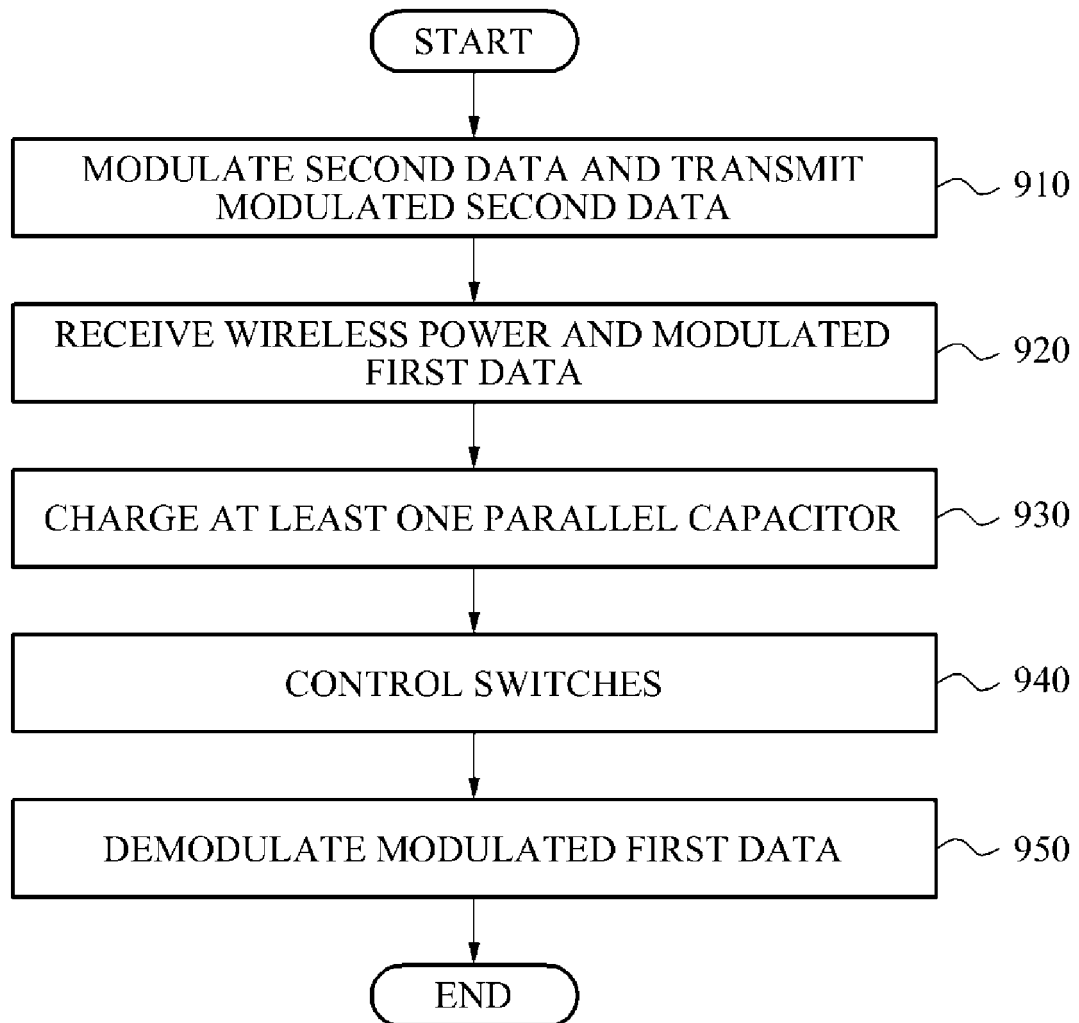 START
MODULATE SECOND DATA AND TRANSMIT
MODULATED SECOND DATA
910
RECEIVE WIRELESS POWER AND MODULATED
FIRST DATA
920
CHARGE AT LEAST ONE PARALLEL CAPACITOR
930
CONTROL SWITCHES
940
DEMODULATE MODULATED FIRST DATA
950
END